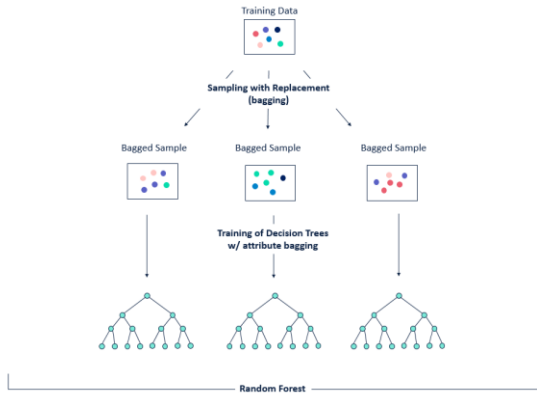 Training Data
Sampling with Replacement
(bagging)
Bagged Sample
Bagged Sample
Bagged Sample
Training of Decision Trees
w/ attribute bagging
Random Forest